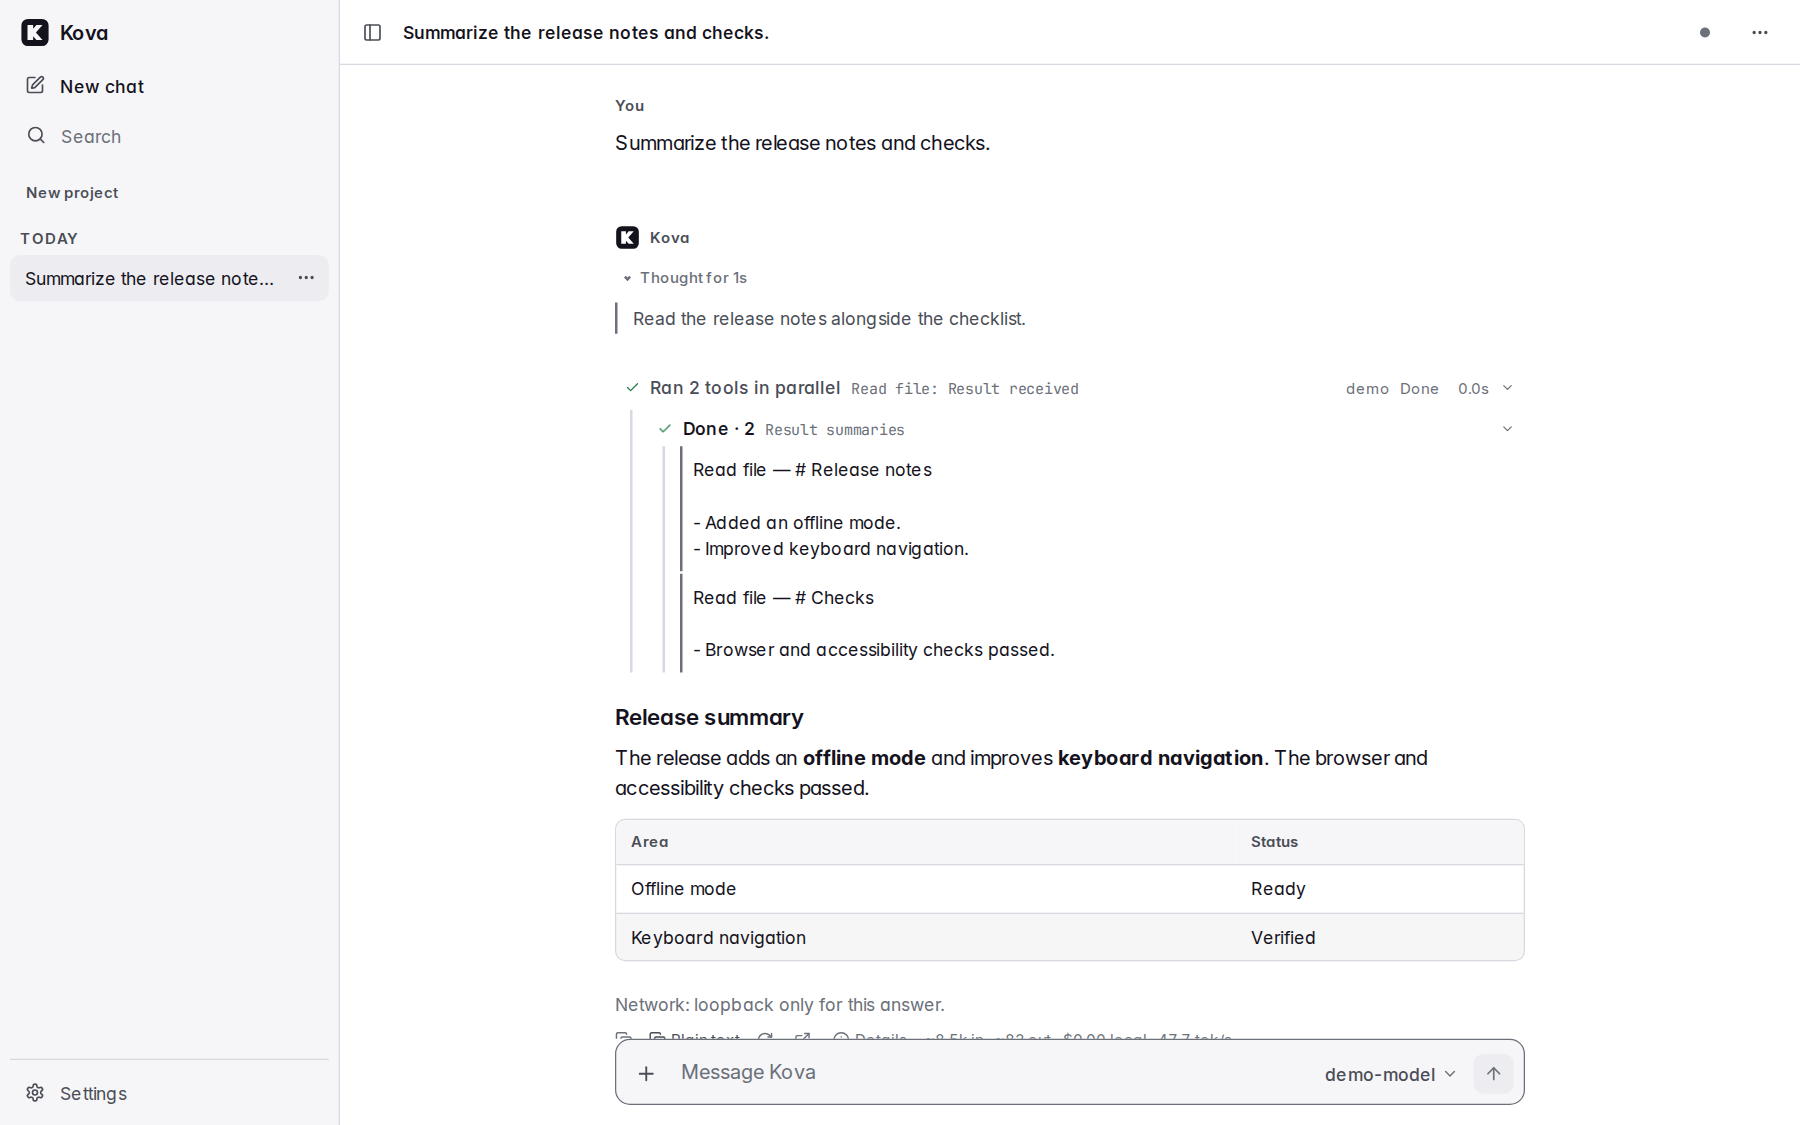 Kova
New chat
Search
New project
TODAY
Summarize the release note...
Settings
Summarize the release notes and checks.
You
Summarize the release notes and checks.
Kova
Thought for 1s
Read the release notes alongside the checklist.
Ran 2 tools in parallel Read file: Result received demo Done 0.0s
Done · 2 Result summaries
Read file — # Release notes
- Added an offline mode.
- Improved keyboard navigation.
Read file — # Checks
- Browser and accessibility checks passed.
Release summary
The release adds an offline mode and improves keyboard navigation. The browser and
accessibility checks passed.
Area Status
Offline mode Ready
Keyboard navigation Verified
Network: loopback only for this answer.
Plain text Details
Message Kova
demo-model